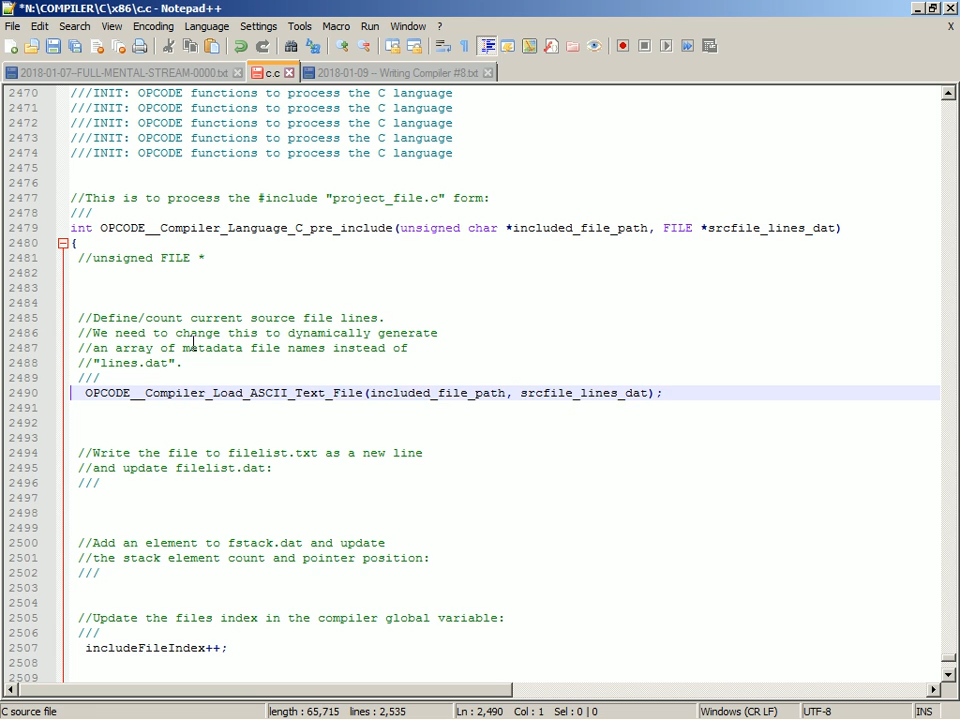 *N:\COMPILER\C\x86\c.c - Notepad++
File Edit Search View Encoding Language Settings Tools Macro Run Window ? X
2018-01-07--FULL-MENTAL-STREAM-0000.txt c.c 2018-01-09 -- Writing Compiler #8.txt
2470 ///INIT: OPCODE functions to process the C language
2471 ///INIT: OPCODE functions to process the C language
2472 ///INIT: OPCODE functions to process the C language
2473 ///INIT: OPCODE functions to process the C language
2474 ///INIT: OPCODE functions to process the C language
2475
2476
2477 //This is to process the #include "project_file.c" form:
2478 ///
2479 int OPCODE__Compiler_Language_C_pre_include(unsigned char *included_file_path, FILE *srcfile_lines_dat)
2480 {
2481 //unsigned FILE *
2482
2483
2484
2485 //Define/count current source file lines.
2486 //We need to change this to dynamically generate
2487 //an array of metadata file names instead of
2488 //"lines.dat".
2489 ///
2490 OPCODE__Compiler_Load_ASCII_Text_File(included_file_path, srcfile_lines_dat);
2491
2492
2493
2494 //Write the file to filelist.txt as a new line
2495 //and update filelist.dat:
2496 ///
2497
2498
2499
2500 //Add an element to fstack.dat and update
2501 //the stack element count and pointer position:
2502 ///
2503
2504
2505 //Update the files index in the compiler global variable:
2506 ///
2507 includeFileIndex++;
2508
2509
C source file length : 65,715 lines : 2,535 Ln : 2,490 Col : 1 Sel : 0 | 0 Windows (CR LF) UTF-8 INS